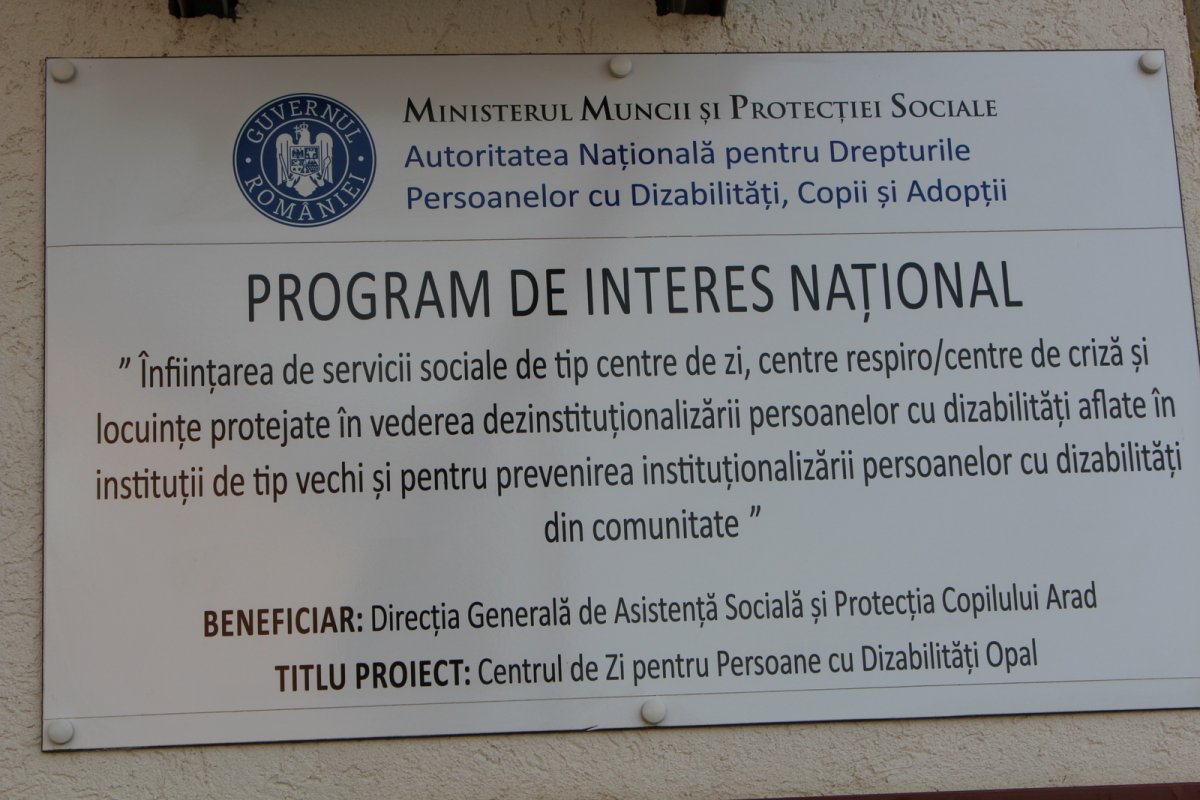 GUVERNUL ROMÂNIEI
MINISTERUL MUNCII ȘI PROTECȚIEI SOCIALE
Autoritatea Națională pentru Drepturile
Persoanelor cu Dizabilități, Copii și Adopții
PROGRAM DE INTERES NAȚIONAL
” Înființarea de servicii sociale de tip centre de zi, centre respiro/centre de criză și
locuințe protejate în vederea dezinstituționalizării persoanelor cu dizabilități aflate în
instituții de tip vechi și pentru prevenirea instituționalizării persoanelor cu dizabilități
din comunitate ”
BENEFICIAR: Direcția Generală de Asistență Socială și Protecția Copilului Arad
TITLU PROIECT: Centrul de Zi pentru Persoane cu Dizabilități Opal